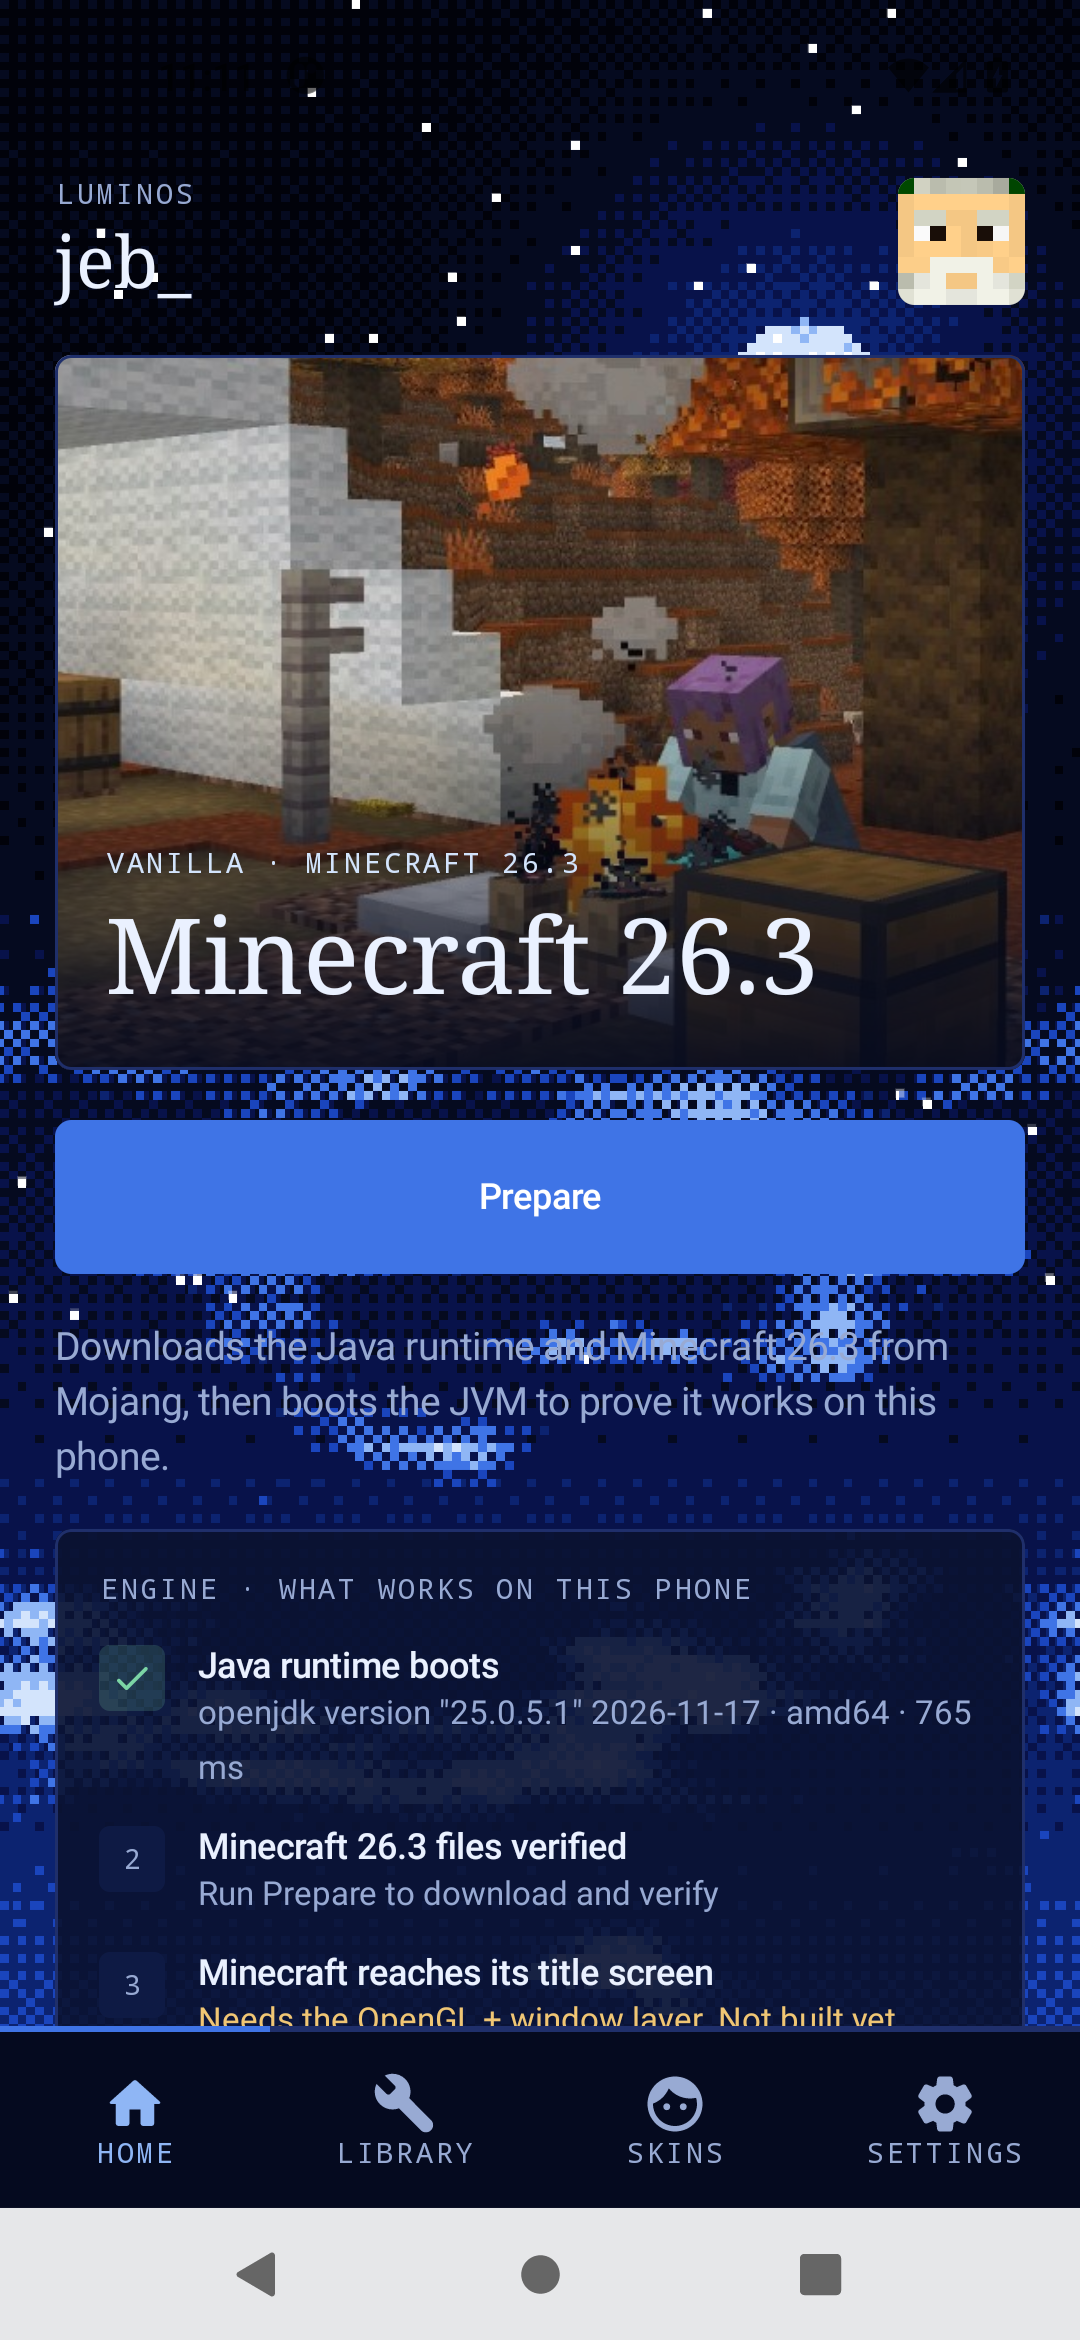 LUMINOS
jeb_
VANILLA · MINECRAFT 26.3
Minecraft 26.3
Prepare
Downloads the Java runtime and Minecraft 26.3 from
Mojang, then boots the JVM to prove it works on this
phone.
ENGINE · WHAT WORKS ON THIS PHONE
Java runtime boots
openjdk version "25.0.5.1" 2026-11-17 · amd64 · 765
ms
2
Minecraft 26.3 files verified
Run Prepare to download and verify
3
Minecraft reaches its title screen
Needs the OpenGL + window layer. Not built yet
HOME
LIBRARY
SKINS
SETTINGS